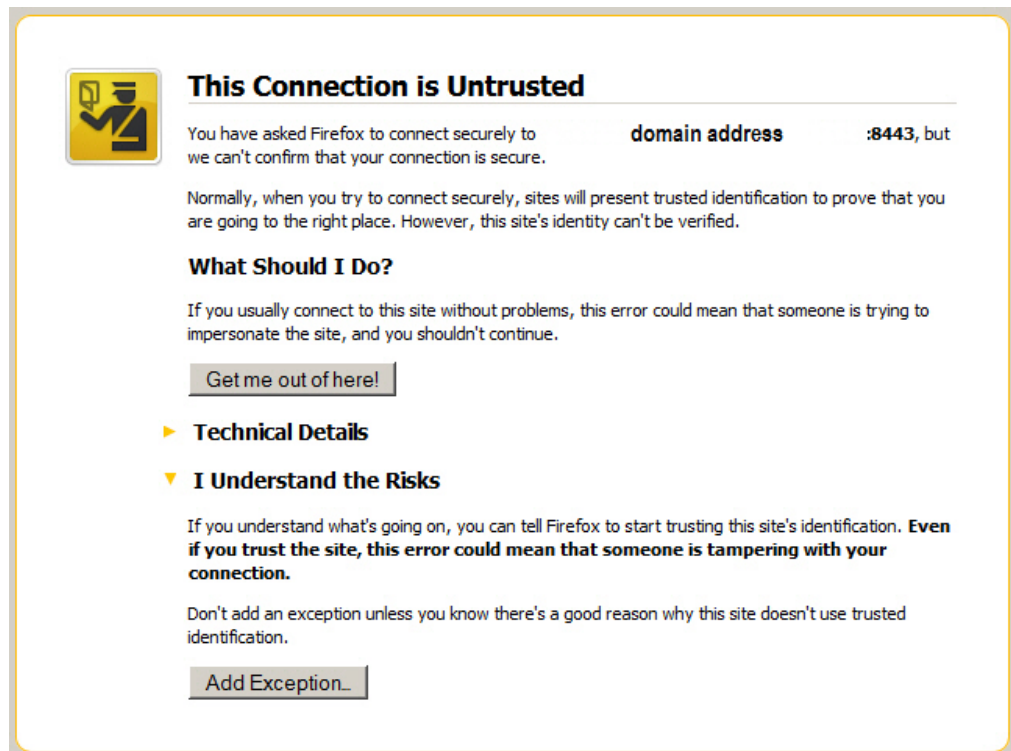 This Connection is Untrusted
You have asked Firefox to connect securely to domain address :8443, but
we can't confirm that your connection is secure.
Normally, when you try to connect securely, sites will present trusted identification to prove that you
are going to the right place. However, this site's identity can't be verified.
What Should I Do?
If you usually connect to this site without problems, this error could mean that someone is trying to
impersonate the site, and you shouldn't continue.
Get me out of here!
Technical Details
I Understand the Risks
If you understand what's going on, you can tell Firefox to start trusting this site's identification. Even
if you trust the site, this error could mean that someone is tampering with your
connection.
Don't add an exception unless you know there's a good reason why this site doesn't use trusted
identification.
Add Exception...